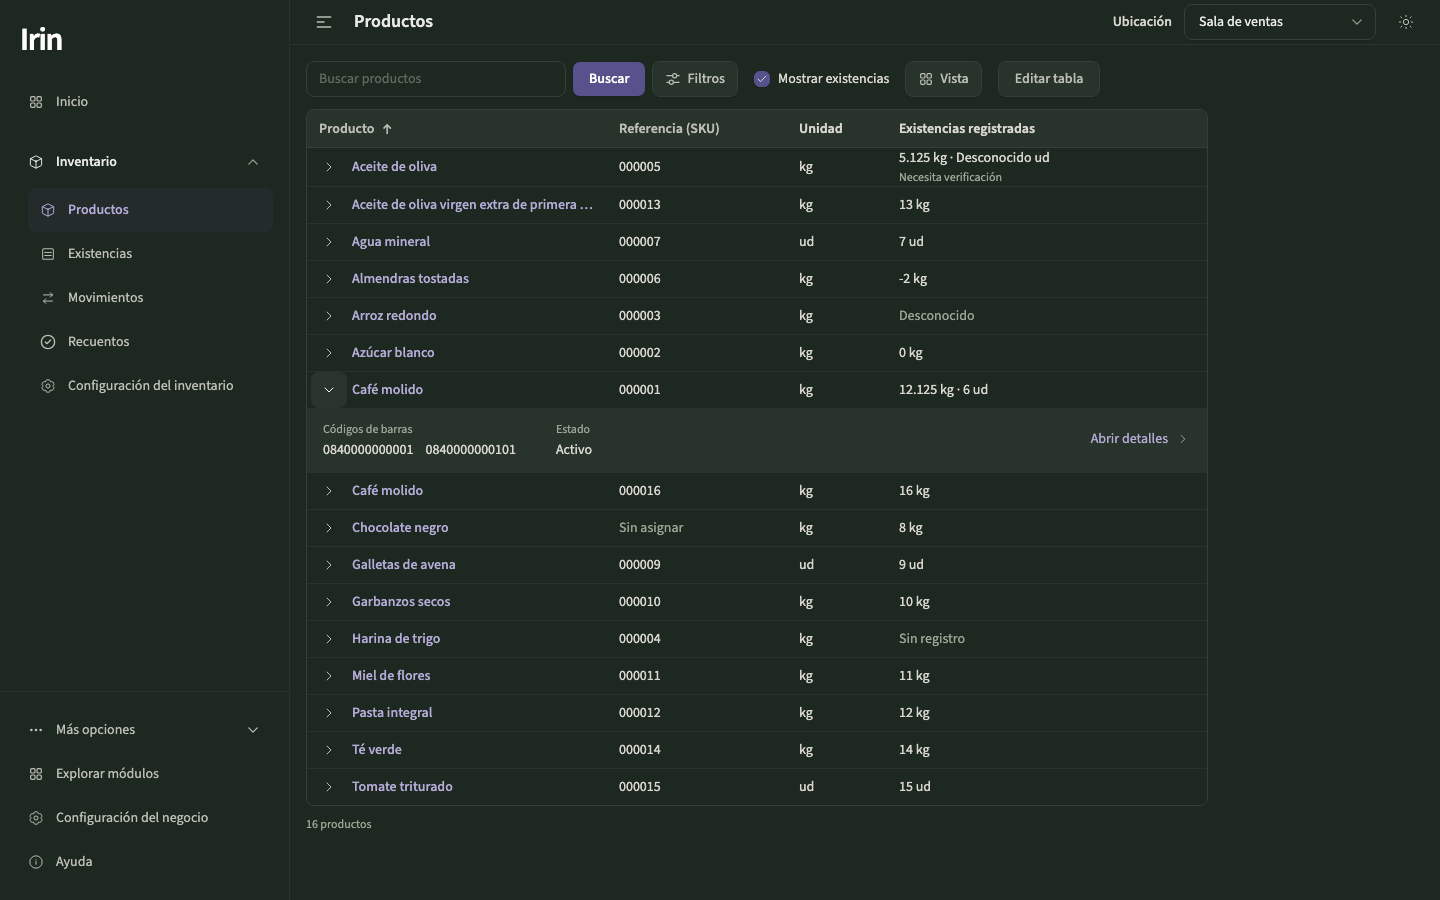 Irin
Inicio
Inventario
Productos
Existencias
Movimientos
Recuentos
Configuración del inventario
Más opciones
Explorar módulos
Configuración del negocio
Ayuda
Productos
Ubicación Sala de ventas
Buscar productos Buscar Filtros Mostrar existencias Vista Editar tabla
Producto Referencia (SKU) Unidad Existencias registradas
Aceite de oliva 000005 kg 5.125 kg · Desconocido ud
Necesita verificación
Aceite de oliva virgen extra de primera ... 000013 kg 13 kg
Agua mineral 000007 ud 7 ud
Almendras tostadas 000006 kg -2 kg
Arroz redondo 000003 kg Desconocido
Azúcar blanco 000002 kg 0 kg
Café molido 000001 kg 12.125 kg · 6 ud
Códigos de barras Estado
0840000000001 0840000000101 Activo
Abrir detalles
Café molido 000016 kg 16 kg
Chocolate negro Sin asignar kg 8 kg
Galletas de avena 000009 ud 9 ud
Garbanzos secos 000010 kg 10 kg
Harina de trigo 000004 kg Sin registro
Miel de flores 000011 kg 11 kg
Pasta integral 000012 kg 12 kg
Té verde 000014 kg 14 kg
Tomate triturado 000015 ud 15 ud
16 productos